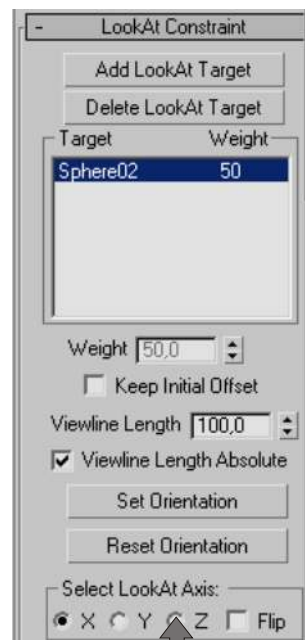 - LookAt Constraint
Add LookAt Target
Delete LookAt Target
Target Weight
Sphere02 50
Weight 50,0
Keep Initial Offset
Viewline Length 100,0
Viewline Length Absolute
Set Orientation
Reset Orientation
Select LookAt Axis:
X Y Z Flip